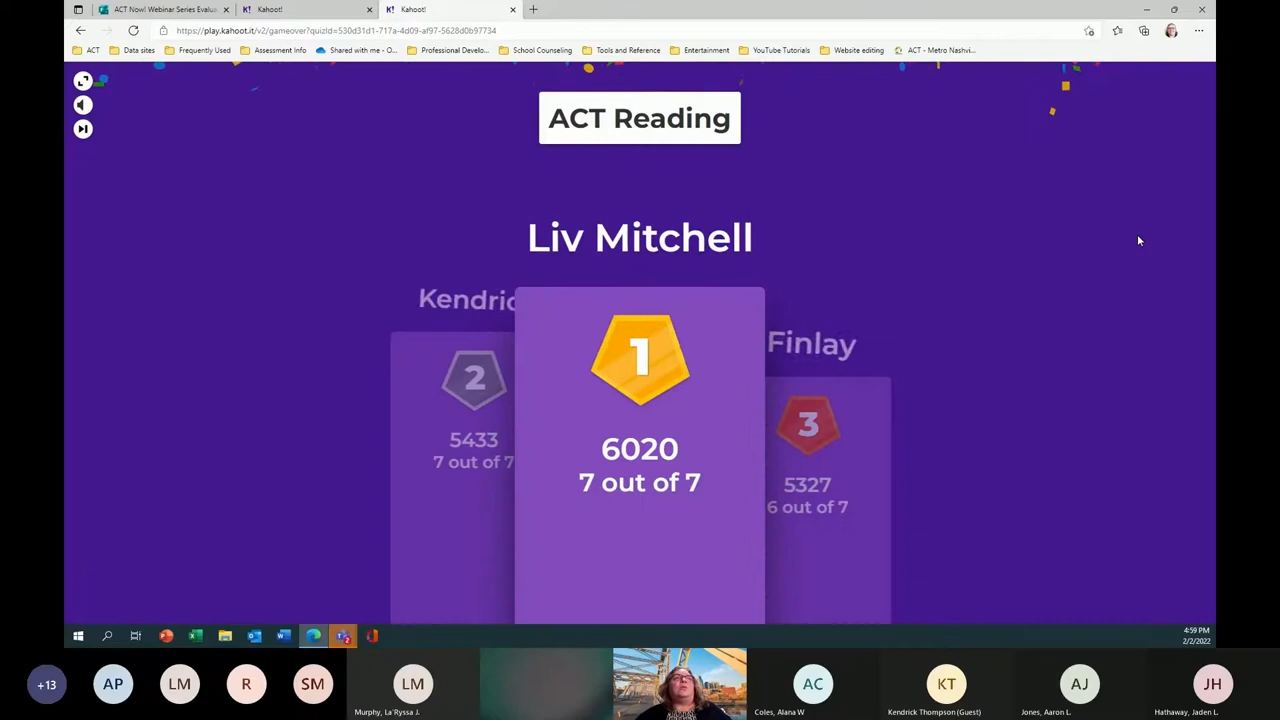 ACT Now! Webinar Series Evalua
Kahoot!
Kahoot!
https://play.kahoot.it/v2/gameover?quizId=530d31d1-717a-4d09-af97-5628d0b97734
ACT
Data sites
Frequently Used
Assessment Info
Shared with me - O...
Professional Develo...
School Counseling
Tools and Reference
Entertainment
YouTube Tutorials
Website editing
ACT - Metro Nashvi...
ACT Reading
Liv Mitchell
Kendric
Finlay
1
2
3
6020
7 out of 7
5433
7 out of 7
5327
6 out of 7
4:59 PM
2/2/2022
+13
AP
LM
R
SM
LM
Murphy, La'Ryssa J.
AC
Coles, Alana W
KT
Kendrick Thompson (Guest)
AJ
Jones, Aaron L.
JH
Hathaway, Jaden L.